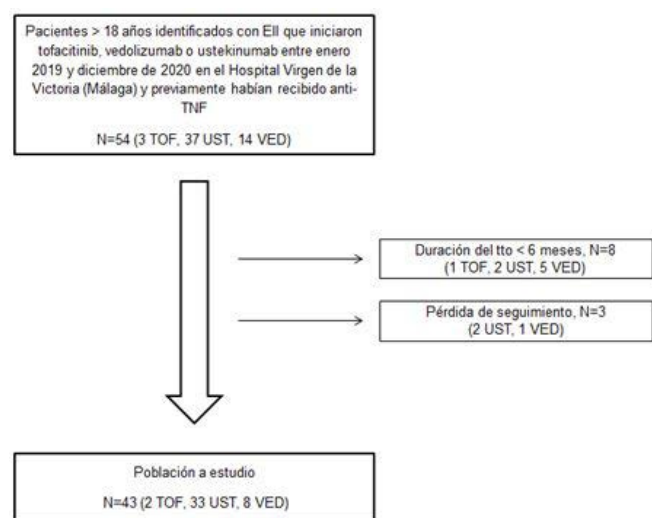 Pacientes > 18 años identificados con EII que iniciaron
tofacitinib, vedolizumab o ustekinumab entre enero
2019 y diciembre de 2020 en el Hospital Virgen de la
Victoria (Málaga) y previamente habían recibido anti-
TNF
N=54 (3 TOF, 37 UST, 14 VED)
Duración del tto < 6 meses, N=8
(1 TOF, 2 UST, 5 VED)
Pérdida de seguimiento, N=3
(2 UST, 1 VED)
Población a estudio
N=43 (2 TOF, 33 UST, 8 VED)